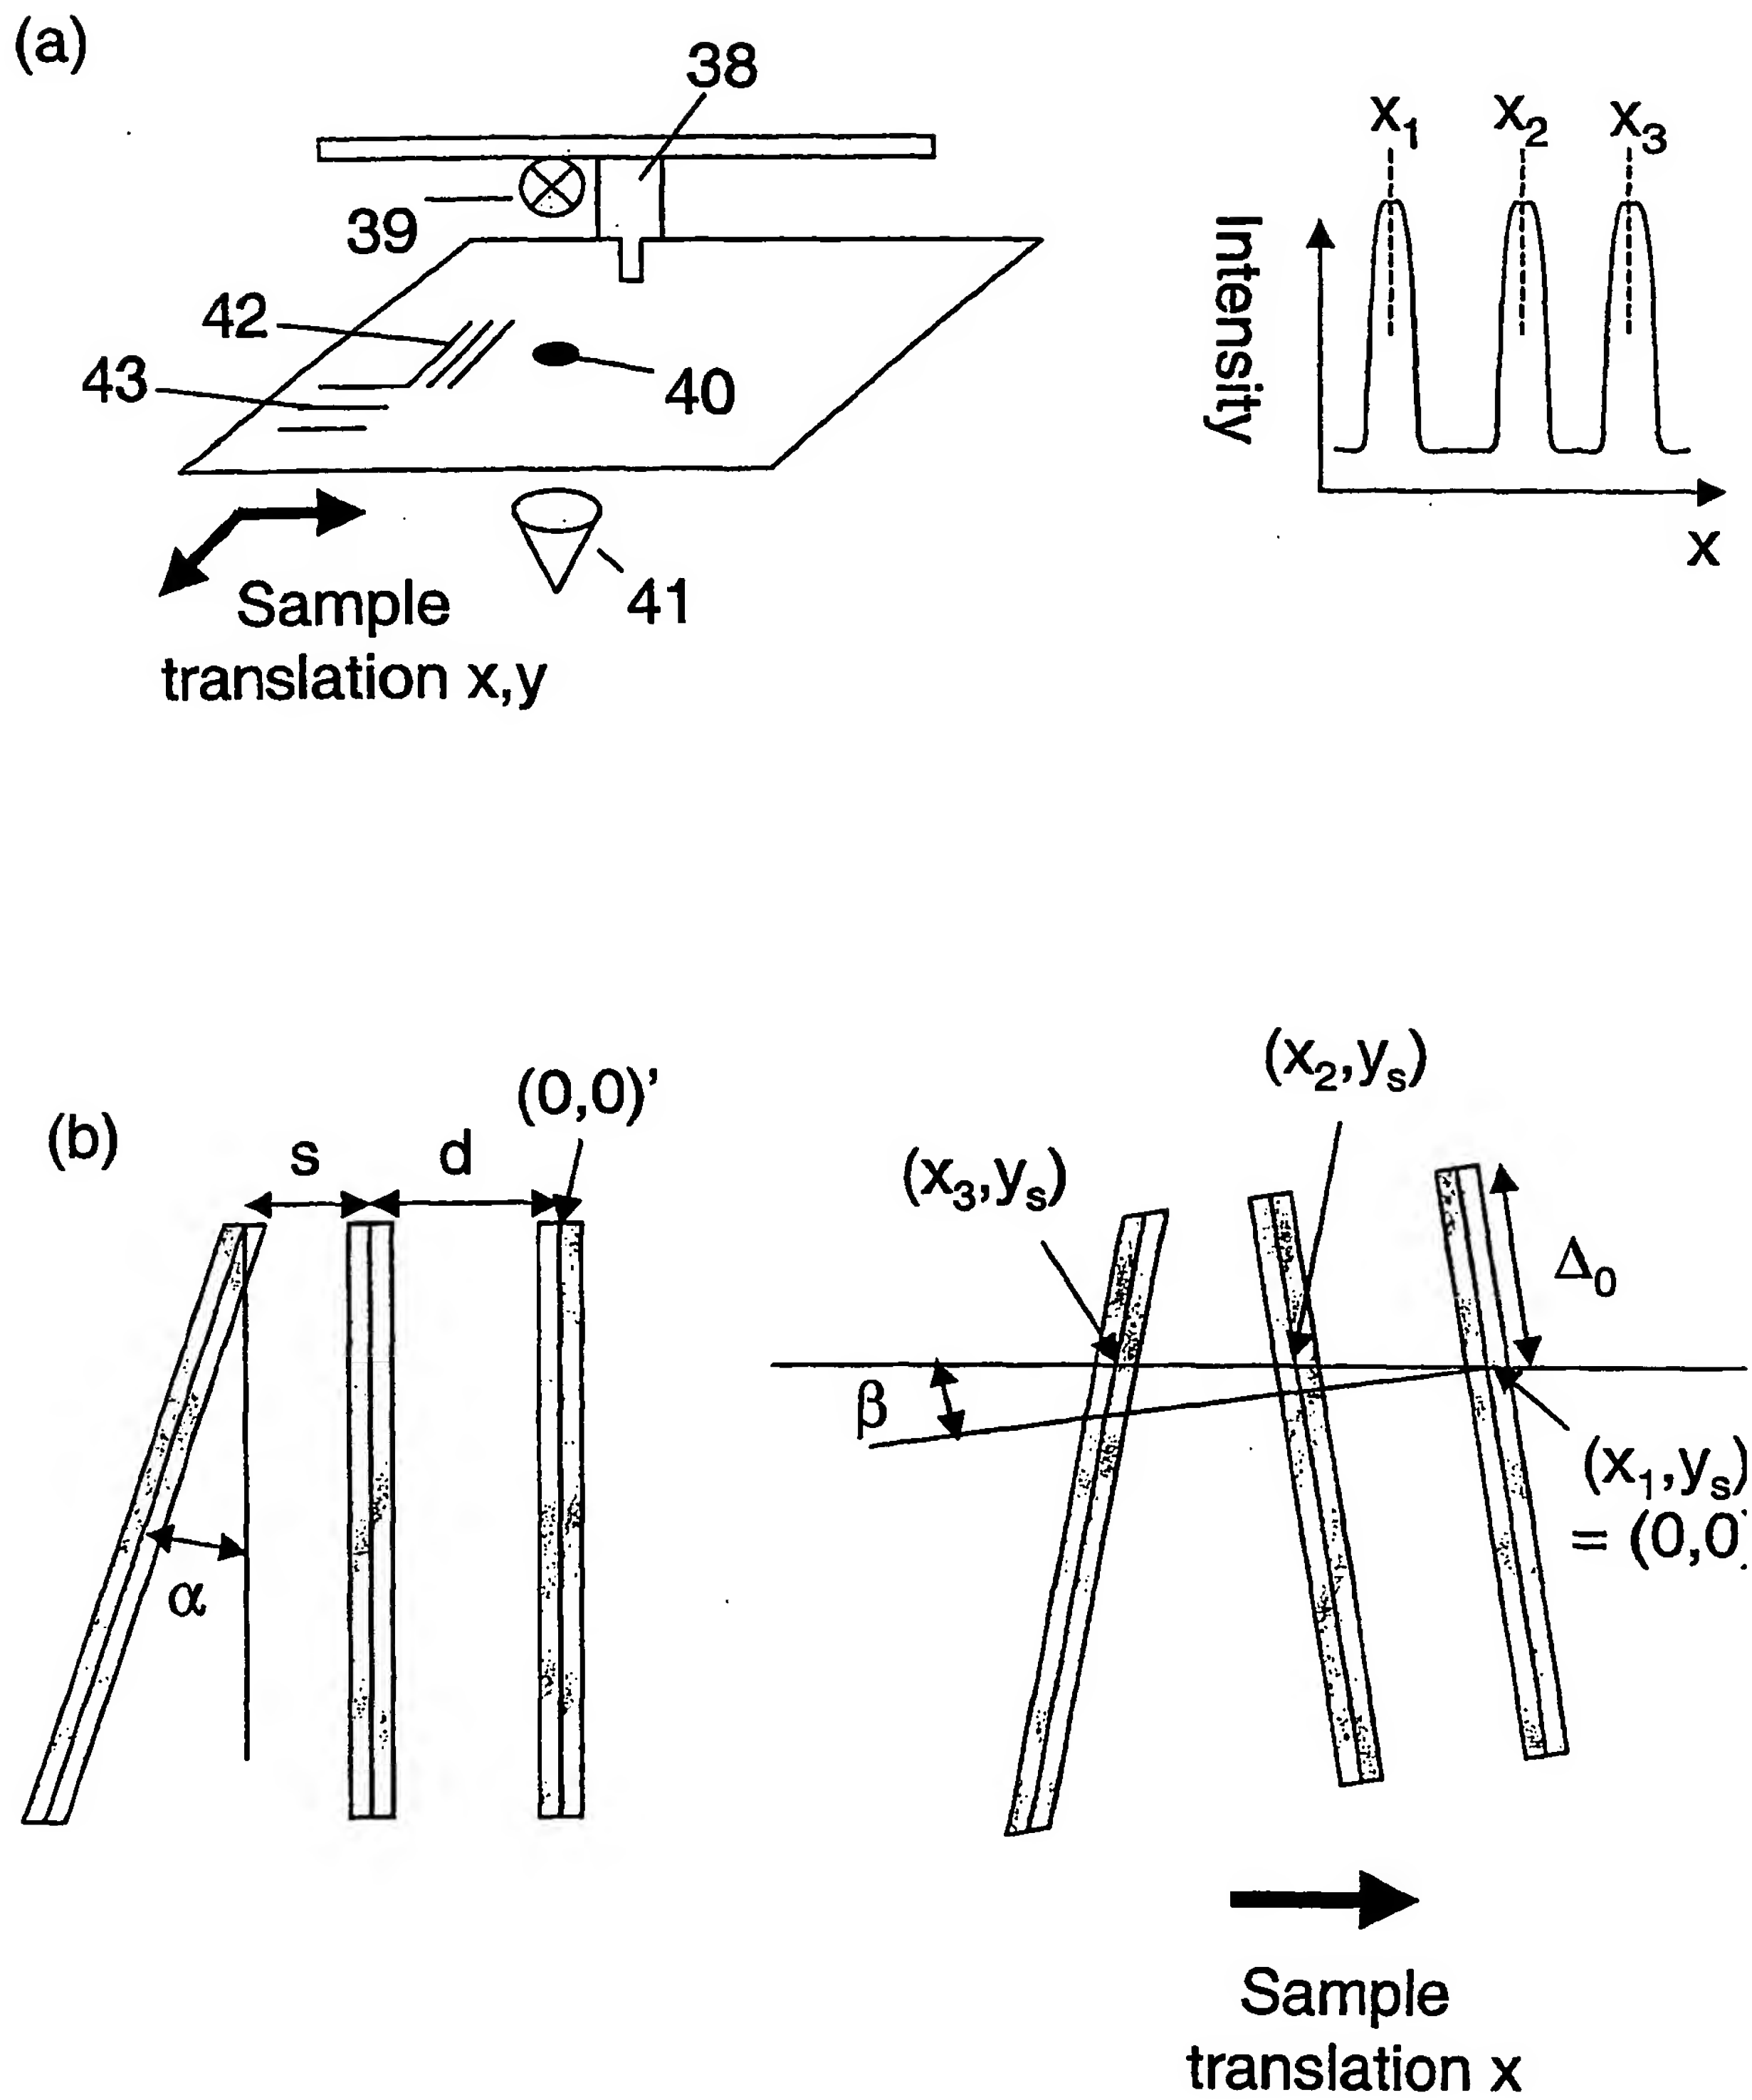 (a)
38
39
42
43
40
41
Sample
translation x,y
x₁ x₂ x₃
Intensity
x
(b)
s
d
(0,0)’
α
(x₂,yₛ)
(x₃,yₛ)
Δ₀
β
(x₁,yₛ)
= (0,0)
Sample
translation x